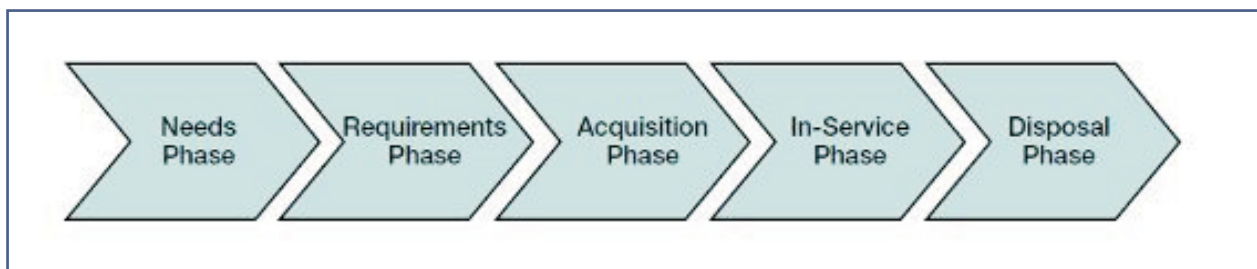 Needs
Phase
Requirements
Phase
Acquisition
Phase
In-Service
Phase
Disposal
Phase